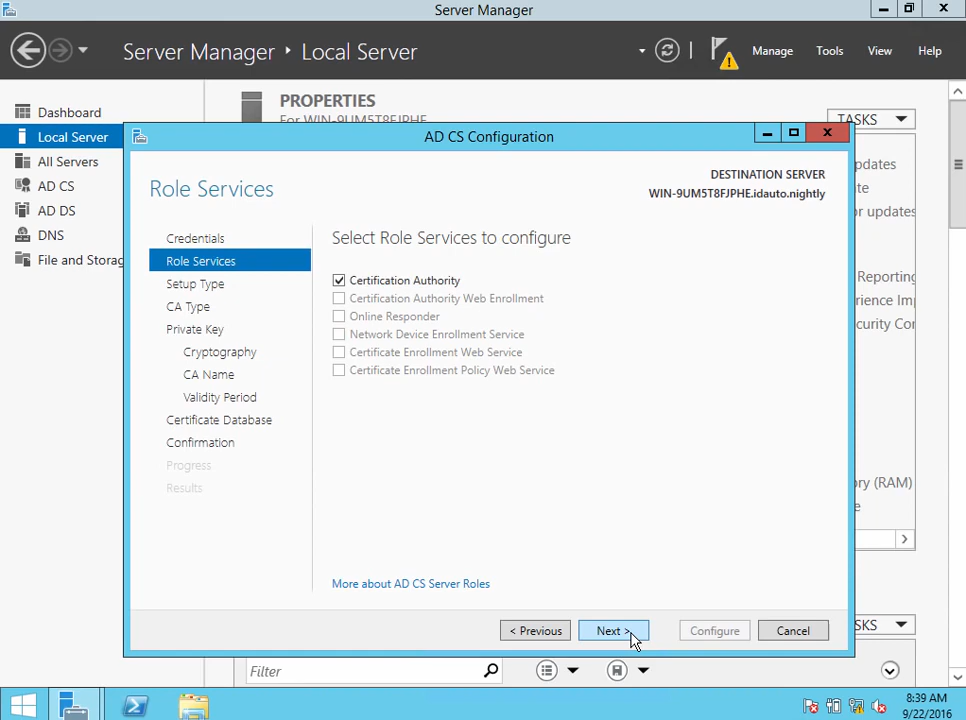 Server Manager
Server Manager • Local Server
Manage Tools View Help
Dashboard
Local Server
All Servers
AD CS
AD DS
DNS
File and Storag
PROPERTIES
For WIN-9UM5T8FJPHE
TASKS
AD CS Configuration
Role Services
DESTINATION SERVER
WIN-9UM5T8FJPHE.idauto.nightly
Credentials
Role Services
Setup Type
CA Type
Private Key
Cryptography
CA Name
Validity Period
Certificate Database
Confirmation
Progress
Results
Select Role Services to configure
Certification Authority
Certification Authority Web Enrollment
Online Responder
Network Device Enrollment Service
Certificate Enrollment Web Service
Certificate Enrollment Policy Web Service
More about AD CS Server Roles
< Previous
Next >
Configure
Cancel
pdates
te
or updates
Reporting
rience Imp
curity Con
ory (RAM)
e
SKS
Filter
8:39 AM
9/22/2016